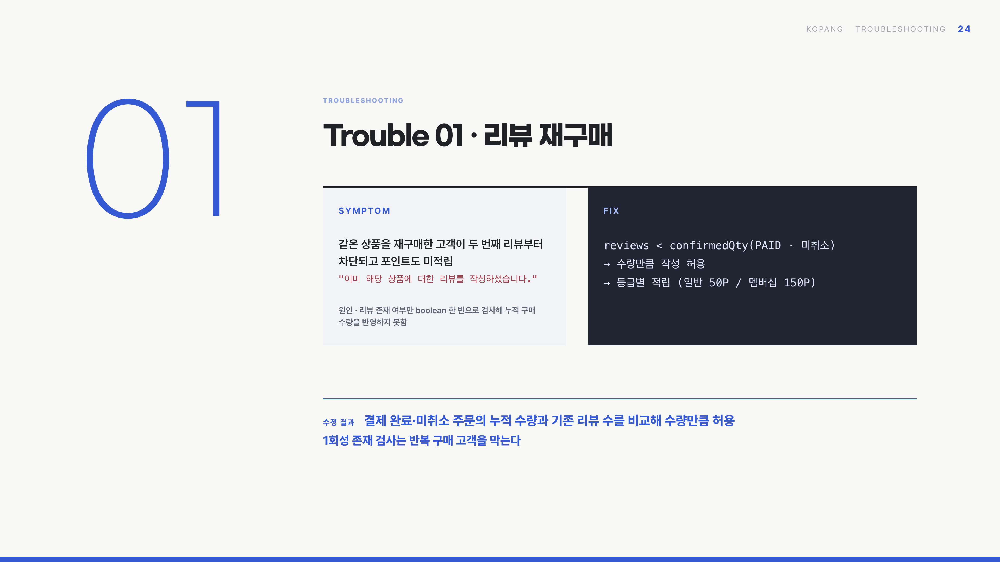 KOPANG TROUBLESHOOTING 24
01
TROUBLESHOOTING
Trouble 01 · 리뷰 재구매
SYMPTOM
같은 상품을 재구매한 고객이 두 번째 리뷰부터
차단되고 포인트도 미적립
"이미 해당 상품에 대한 리뷰를 작성하셨습니다."
원인 · 리뷰 존재 여부만 boolean 한 번으로 검사해 누적 구매
수량을 반영하지 못함
FIX
reviews < confirmedQty(PAID · 미취소)
→ 수량만큼 작성 허용
→ 등급별 적립 (일반 50P / 멤버십 150P)
수정 결과 결제 완료·미취소 주문의 누적 수량과 기존 리뷰 수를 비교해 수량만큼 허용
1회성 존재 검사는 반복 구매 고객을 막는다